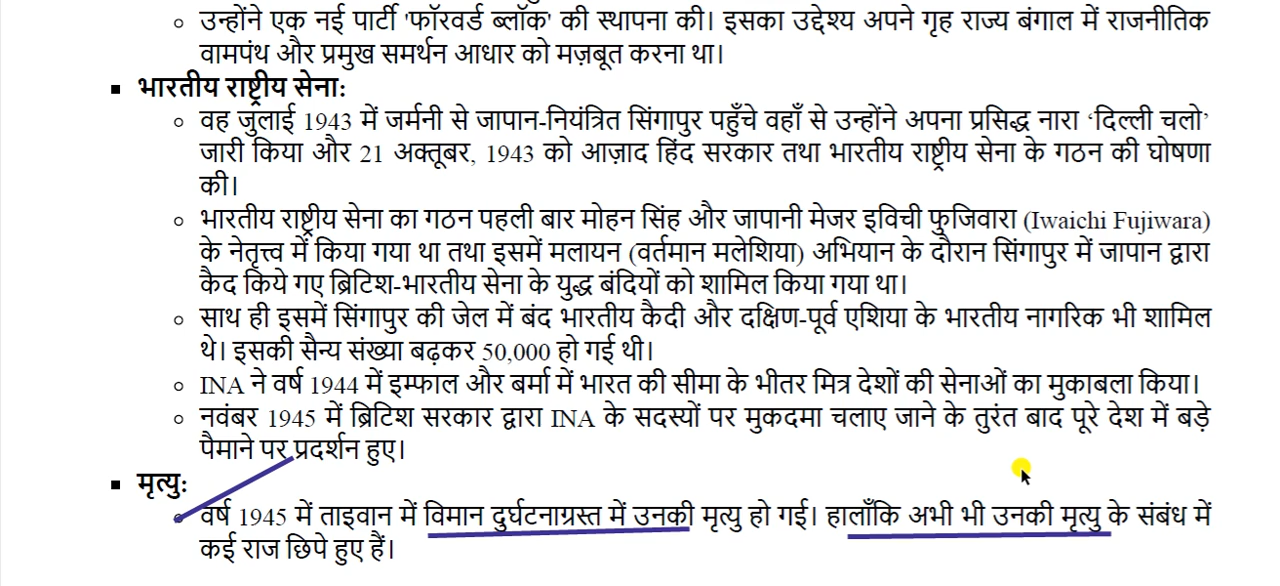 उन्होंने एक नई पार्टी 'फॉरवर्ड ब्लॉक' की स्थापना की। इसका उद्देश्य अपने गृह राज्य बंगाल में राजनीतिक
वामपंथ और प्रमुख समर्थन आधार को मज़बूत करना था।
भारतीय राष्ट्रीय सेना:
वह जुलाई 1943 में जर्मनी से जापान-नियंत्रित सिंगापुर पहुँचे वहाँ से उन्होंने अपना प्रसिद्ध नारा ‘दिल्ली चलो’
जारी किया और 21 अक्तूबर, 1943 को आज़ाद हिंद सरकार तथा भारतीय राष्ट्रीय सेना के गठन की घोषणा
की।
भारतीय राष्ट्रीय सेना का गठन पहली बार मोहन सिंह और जापानी मेजर इविची फुजिवारा (Iwaichi Fujiwara)
के नेतृत्त्व में किया गया था तथा इसमें मलायन (वर्तमान मलेशिया) अभियान के दौरान सिंगापुर में जापान द्वारा
कैद किये गए ब्रिटिश-भारतीय सेना के युद्ध बंदियों को शामिल किया गया था।
साथ ही इसमें सिंगापुर की जेल में बंद भारतीय कैदी और दक्षिण-पूर्व एशिया के भारतीय नागरिक भी शामिल
थे। इसकी सैन्य संख्या बढ़कर 50,000 हो गई थी।
INA ने वर्ष 1944 में इम्फाल और बर्मा में भारत की सीमा के भीतर मित्र देशों की सेनाओं का मुकाबला किया।
नवंबर 1945 में ब्रिटिश सरकार द्वारा INA के सदस्यों पर मुकदमा चलाए जाने के तुरंत बाद पूरे देश में बड़े
पैमाने पर प्रदर्शन हुए।
मृत्यु:
वर्ष 1945 में ताइवान में विमान दुर्घटनाग्रस्त में उनकी मृत्यु हो गई। हालाँकि अभी भी उनकी मृत्यु के संबंध में
कई राज छिपे हुए हैं।